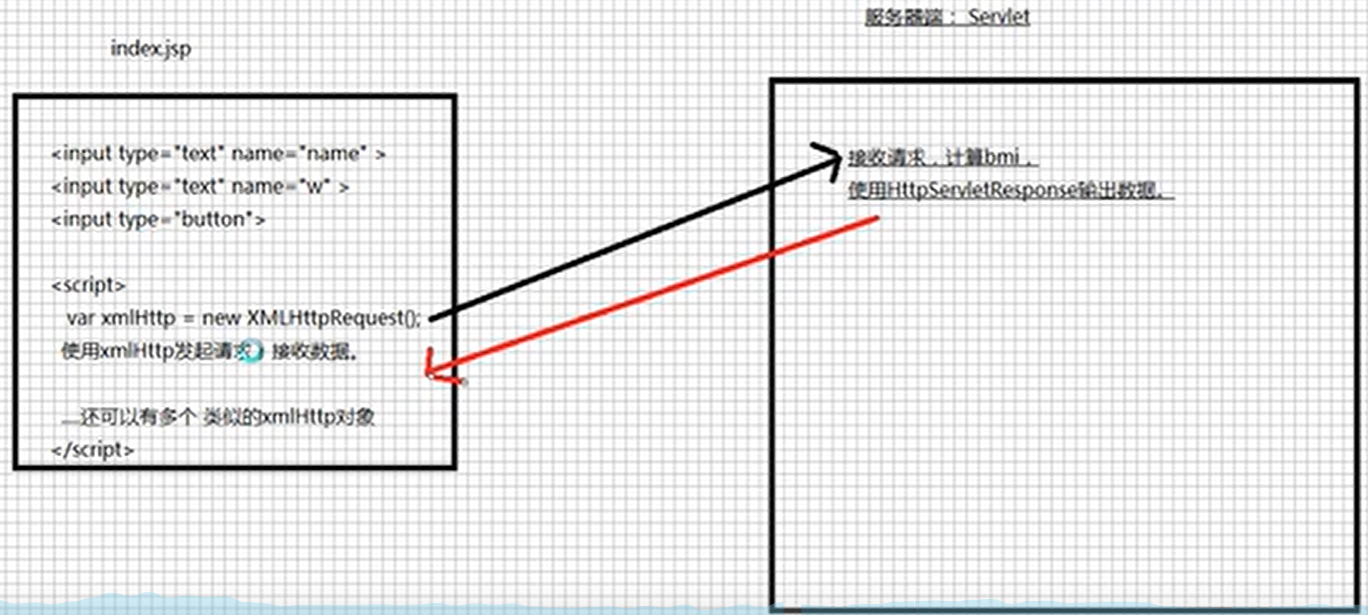 服务器端： Servlet
index.jsp
<input type="text" name="name" >
<input type="text" name="w" >
<input type="button">
<script>
var xmlHttp = new XMLHttpRequest();
使用xmlHttp发起请求，接收数据。
....还可以有多个 类似的xmlHttp对象
</script>
接收请求，计算bmi，
使用HttpServletResponse输出数据。